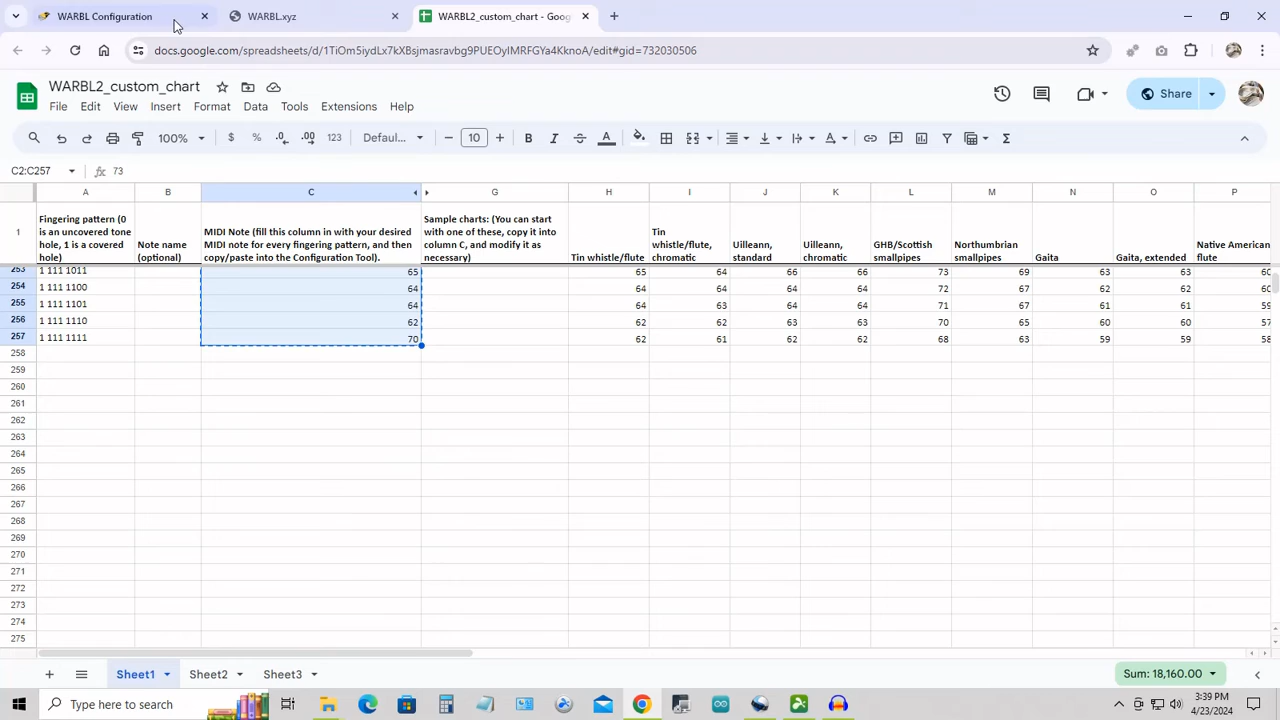 WARBL Configuration
WARBL.xyz
WARBL2_custom_chart - Goog
docs.google.com/spreadsheets/d/1TiOm5iydLx7kXBsjmasravbg9PUEOyIMRFGYa4KknoA/edit#gid=732030506
WARBL2_custom_chart
Share
File Edit View Insert Format Data Tools Extensions Help
100% $ % .0 .00 123 Defaul... 10 B I A
C2:C257 fx 73
A B C G H I J K L M N O P
1 Fingering pattern (0 is an uncovered tone hole, 1 is a covered hole) Note name (optional) MIDI Note (fill this column in with your desired MIDI note for every fingering pattern, and then copy/paste into the Configuration Tool). Sample charts: (You can start with one of these, copy it into column C, and modify it as necessary) Tin whistle/flute Tin whistle/flute, chromatic Uilleann, standard Uilleann, chromatic GHB/Scottish smallpipes Northumbrian smallpipes Gaita Gaita, extended Native American flute
253 1 111 1011 65 65 64 66 66 73 69 63 63 60
254 1 111 1100 64 64 64 64 64 72 67 62 62 60
255 1 111 1101 64 64 63 64 64 71 67 61 61 59
256 1 111 1110 62 62 62 63 63 70 65 60 60 57
257 1 111 1111 70 62 61 62 62 68 63 59 59 58
258
259
260
261
262
263
264
265
266
267
268
269
270
271
272
273
274
275
Sheet1 Sheet2 Sheet3 Sum: 18,160.00
Type here to search
3:39 PM
4/23/2024